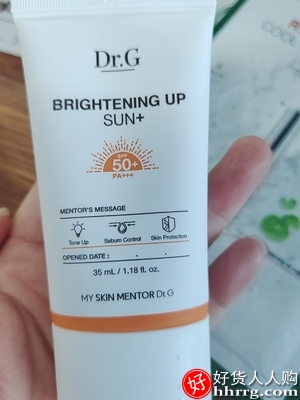 Dr.G
BRIGHTENING UP
SUN+
SPF
50+
PA+++
MENTOR'S MESSAGE
Tone Up
Sebum Control
Skin Protection
OPENED DATE :   .   .
35 mL / 1.18 fl. oz.
MY SKIN MENTOR Dr.G
好货人人购
hhrrg.com